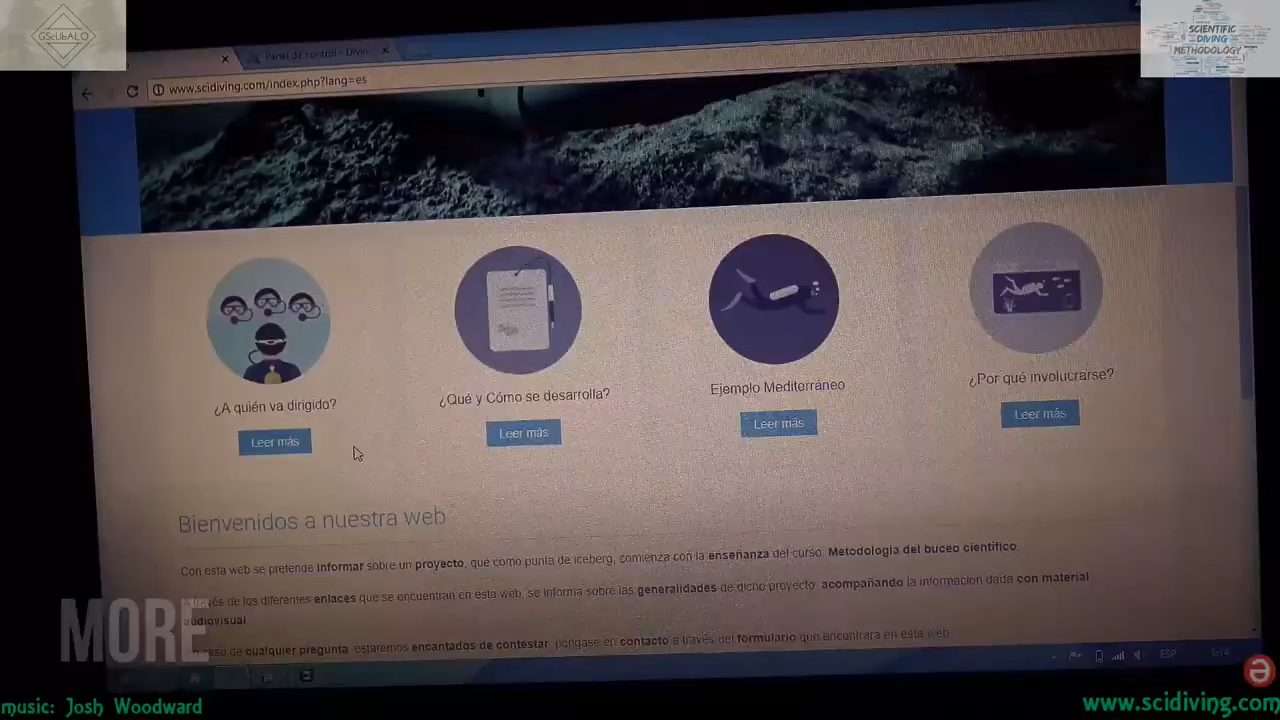 GScUbALO
SCIENTIFIC
DIVING
METHODOLOGY
Panel de control - Divin
www.scidiving.com/index.php?lang=es
¿A quién va dirigido?
¿Qué y Cómo se desarrolla?
Ejemplo Mediterráneo
¿Por qué involucrarse?
Leer más
Leer más
Leer más
Leer más
Bienvenidos a nuestra web
Con esta web se pretende informar sobre un proyecto, que como punta de iceberg, comienza con la enseñanza del curso: Metodología del buceo científico.
través de los diferentes enlaces que se encuentran en esta web, se informa sobre las generalidades de dicho proyecto, acompañando la información dada con material
audiovisual
caso de cualquier pregunta, estaremos encantados de contestar, póngase en contacto a través del formulario que encontrará en esta web
MORE
ESP
music: Josh Woodward
www.scidiving.com